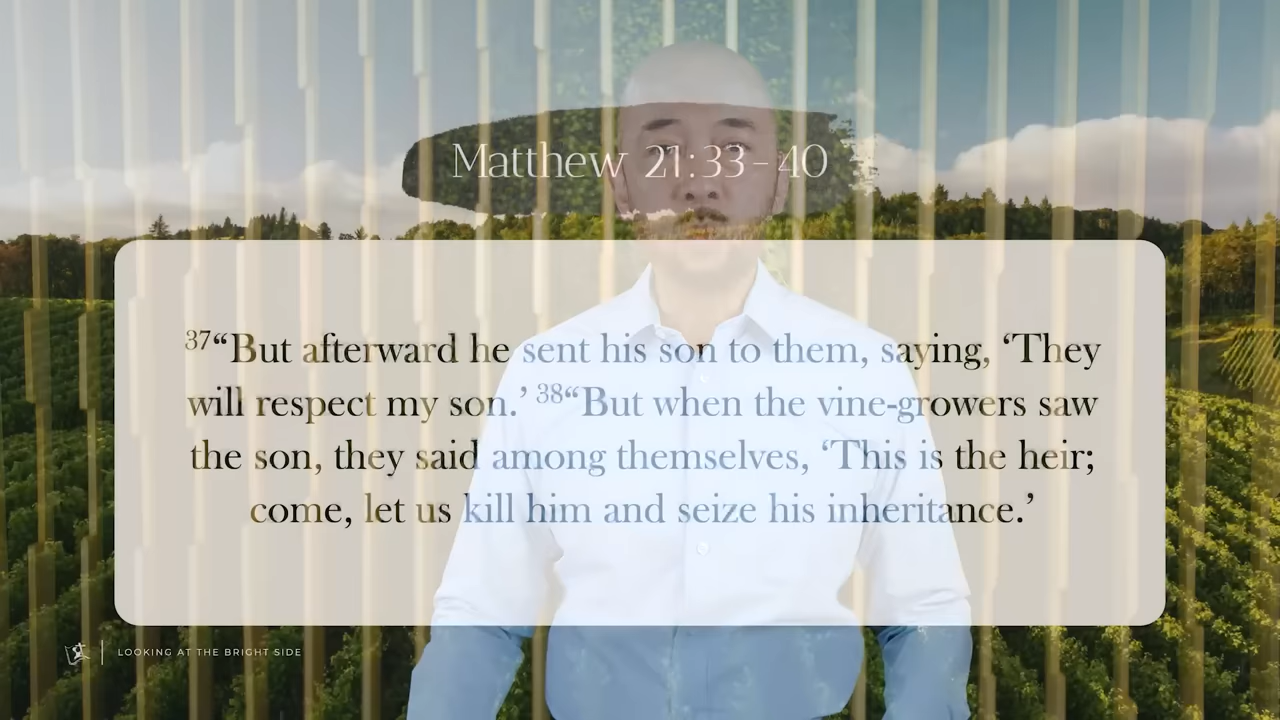 Matthew 21:33-40
37“But afterward he sent his son to them, saying, ‘They
will respect my son.’ 38“But when the vine-growers saw
the son, they said among themselves, ‘This is the heir;
come, let us kill him and seize his inheritance.’
LOOKING AT THE BRIGHT SIDE